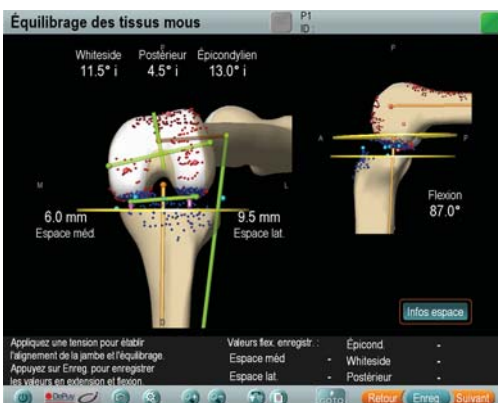 Équilibrage des tissus mous
P1
ID :
Whiteside Postérieur Épicondylien
11.5° i 4.5° i 13.0° i
P
A P
M L
6.0 mm
Espace méd.
9.5 mm
Espace lat.
Flexion
87.0°
D
Infos espace
Appliquez une tension pour établir
l'alignement de la jambe et l'équilibrage.
Appuyez sur Enreg. pour enregistrer
les valeurs en extension et flexion.
Valeurs flex. enregistr. :
Espace méd -
Espace lat. -
Épicond. -
Whiteside -
Postérieur -
DePuy
GOTO
Retour Enreg Suivant